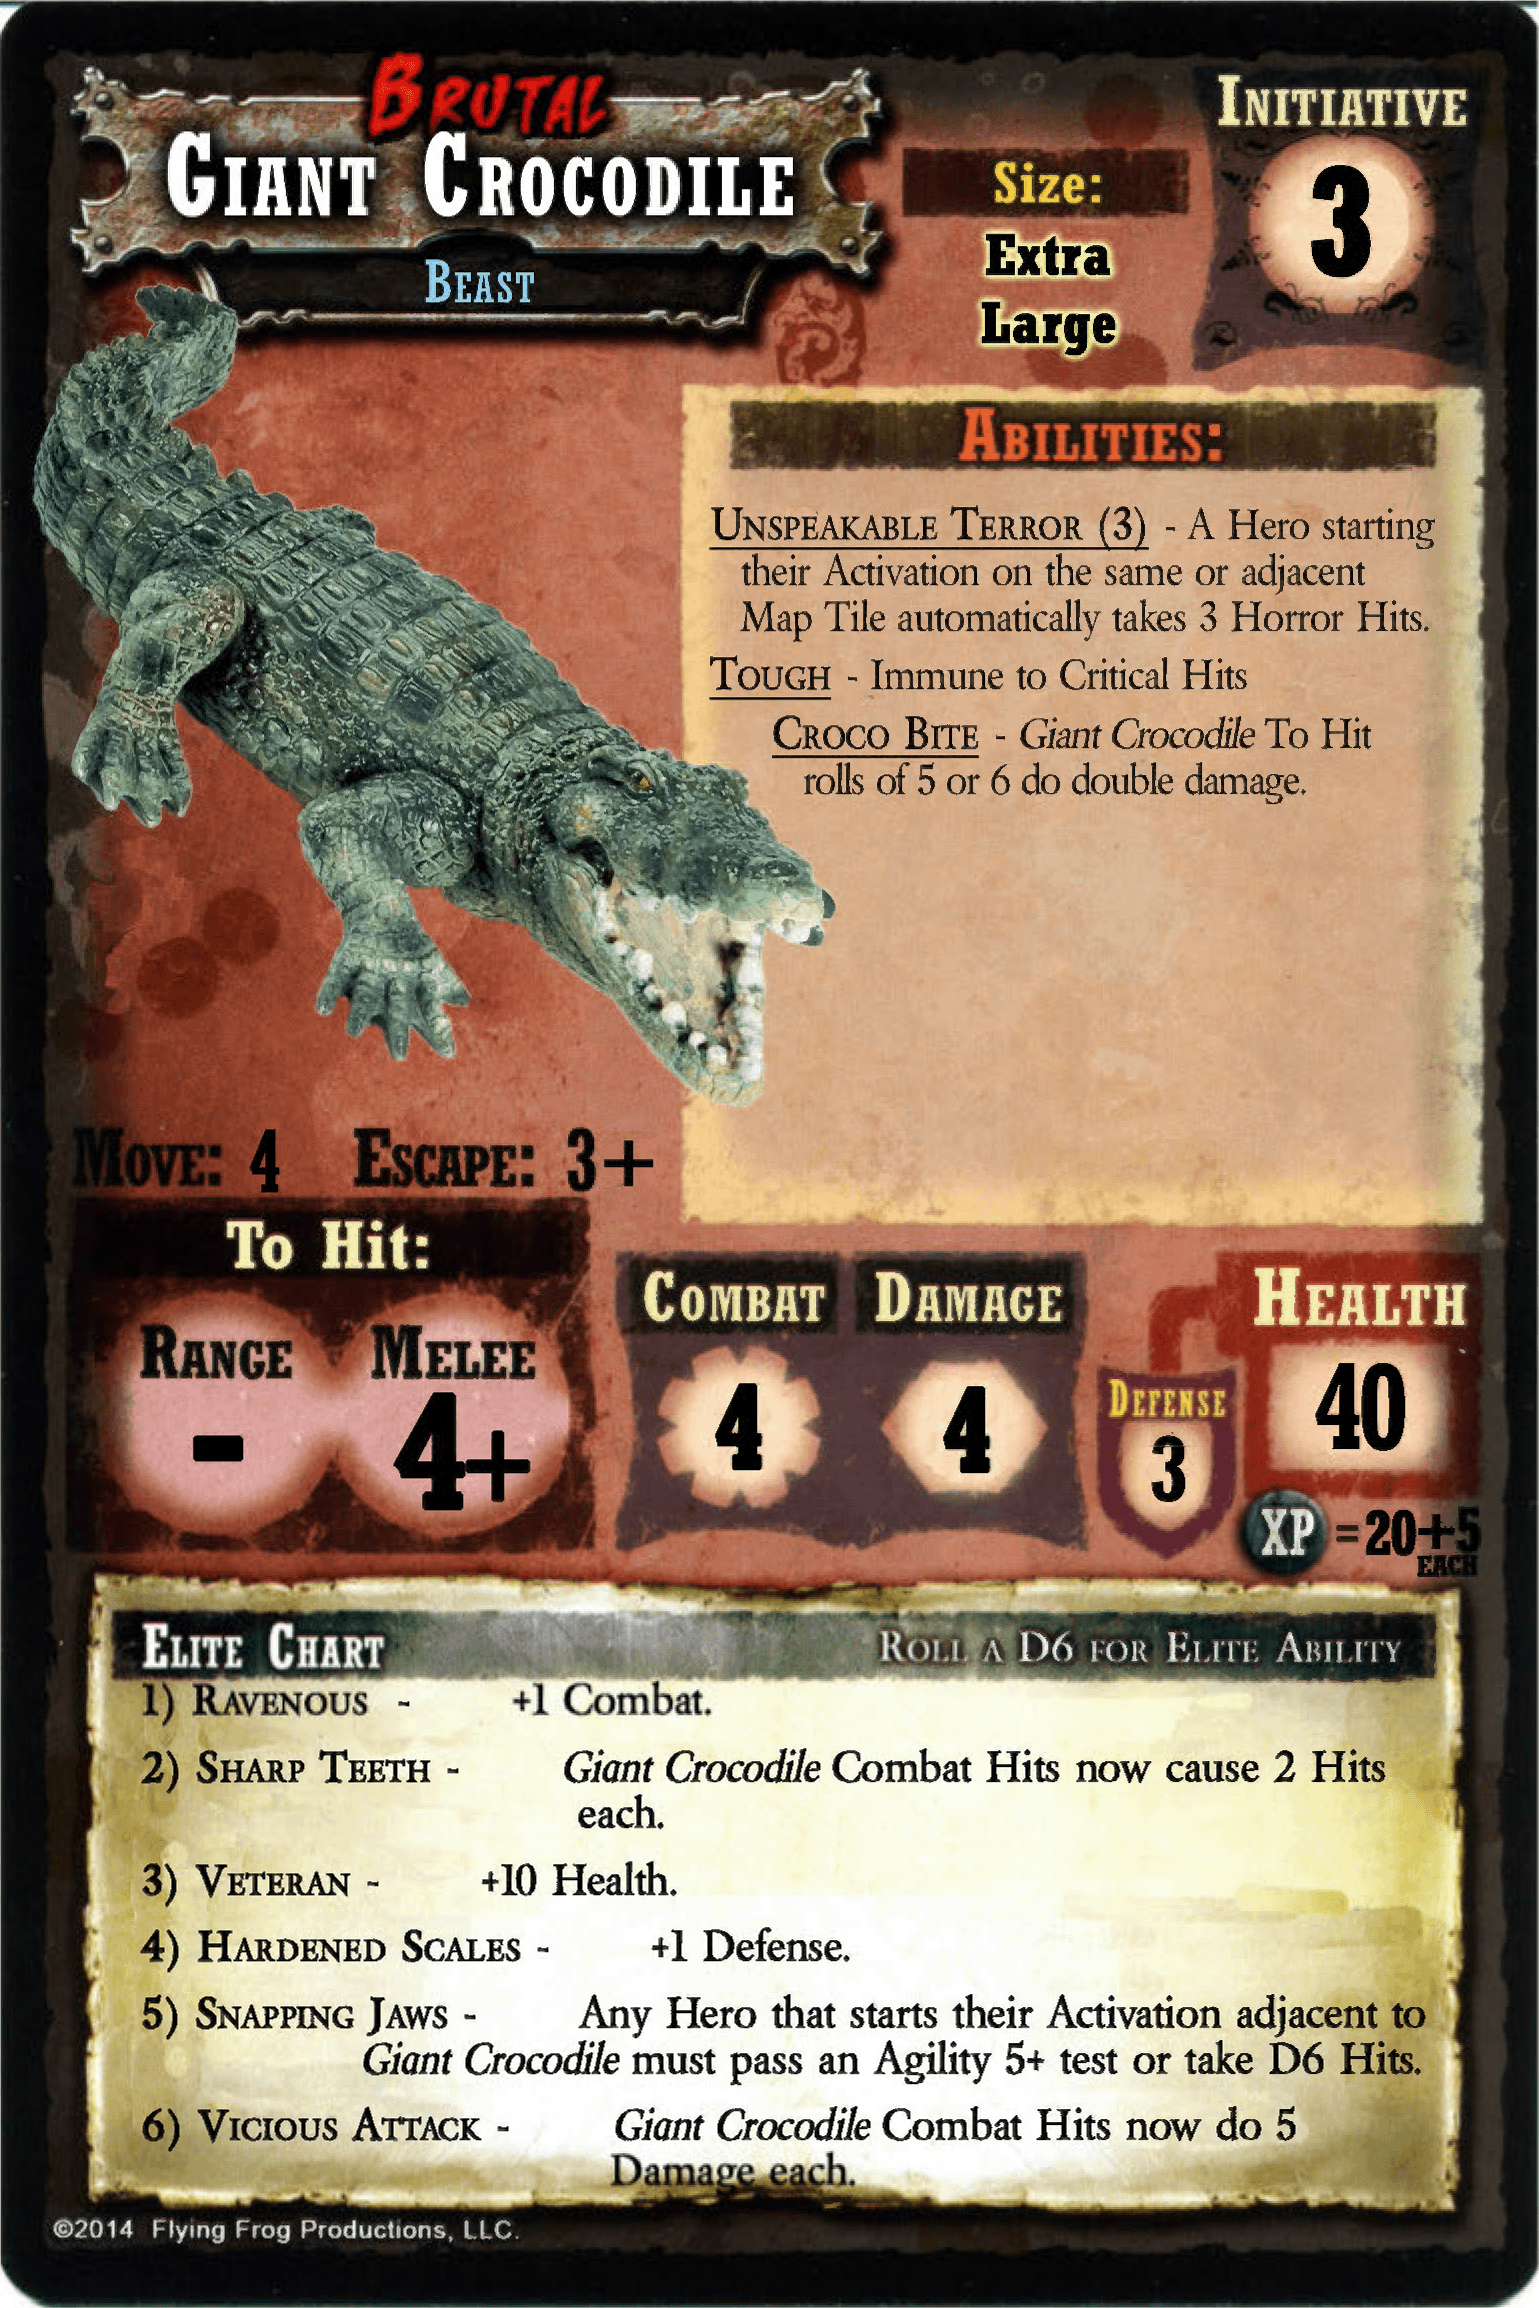 BRUTAL
GIANT CROCODILE
BEAST
Size:
Extra
Large
INITIATIVE
3
ABILITIES:
UNSPEAKABLE TERROR (3) - A Hero starting
their Activation on the same or adjacent
Map Tile automatically takes 3 Horror Hits.
TOUGH - Immune to Critical Hits
CROCO BITE - Giant Crocodile To Hit
rolls of 5 or 6 do double damage.
MOVE: 4 ESCAPE: 3+
To Hit:
RANGE MELEE
- 4+
COMBAT DAMAGE
4 4
DEFENSE
3
HEALTH
40
XP =20+5
EACH
ELITE CHART ROLL A D6 FOR ELITE ABILITY
1) RAVENOUS - +1 Combat.
2) SHARP TEETH - Giant Crocodile Combat Hits now cause 2 Hits
each.
3) VETERAN - +10 Health.
4) HARDENED SCALES - +1 Defense.
5) SNAPPING JAWS - Any Hero that starts their Activation adjacent to
Giant Crocodile must pass an Agility 5+ test or take D6 Hits.
6) VICIOUS ATTACK - Giant Crocodile Combat Hits now do 5
Damage each.
©2014 Flying Frog Productions, LLC.